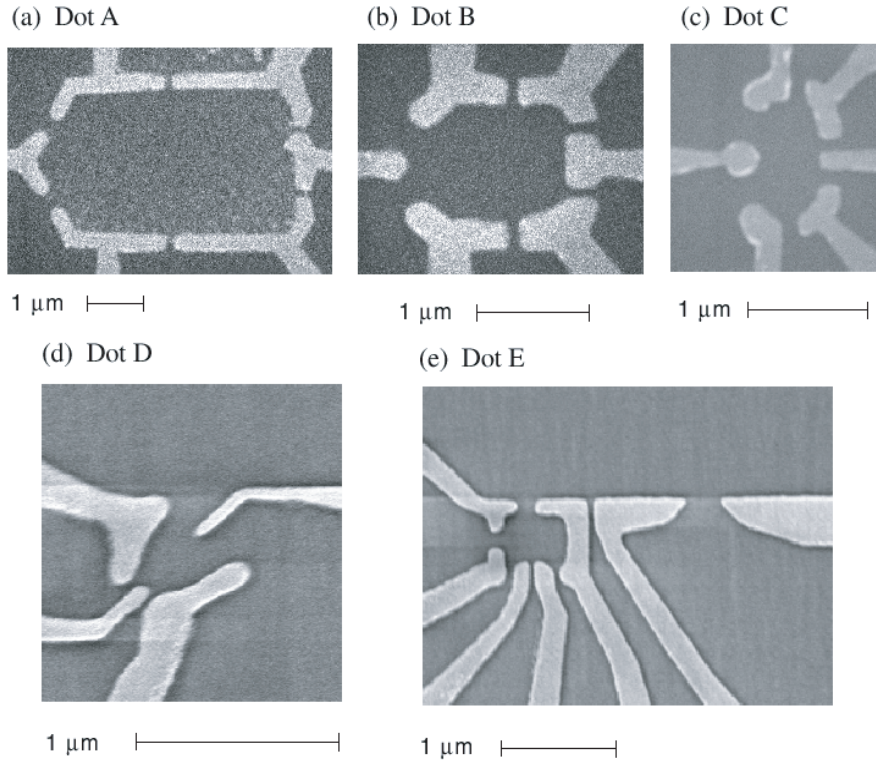 (a) Dot A
(b) Dot B
(c) Dot C
1 μm
1 μm
1 μm
(d) Dot D
(e) Dot E
1 μm
1 μm